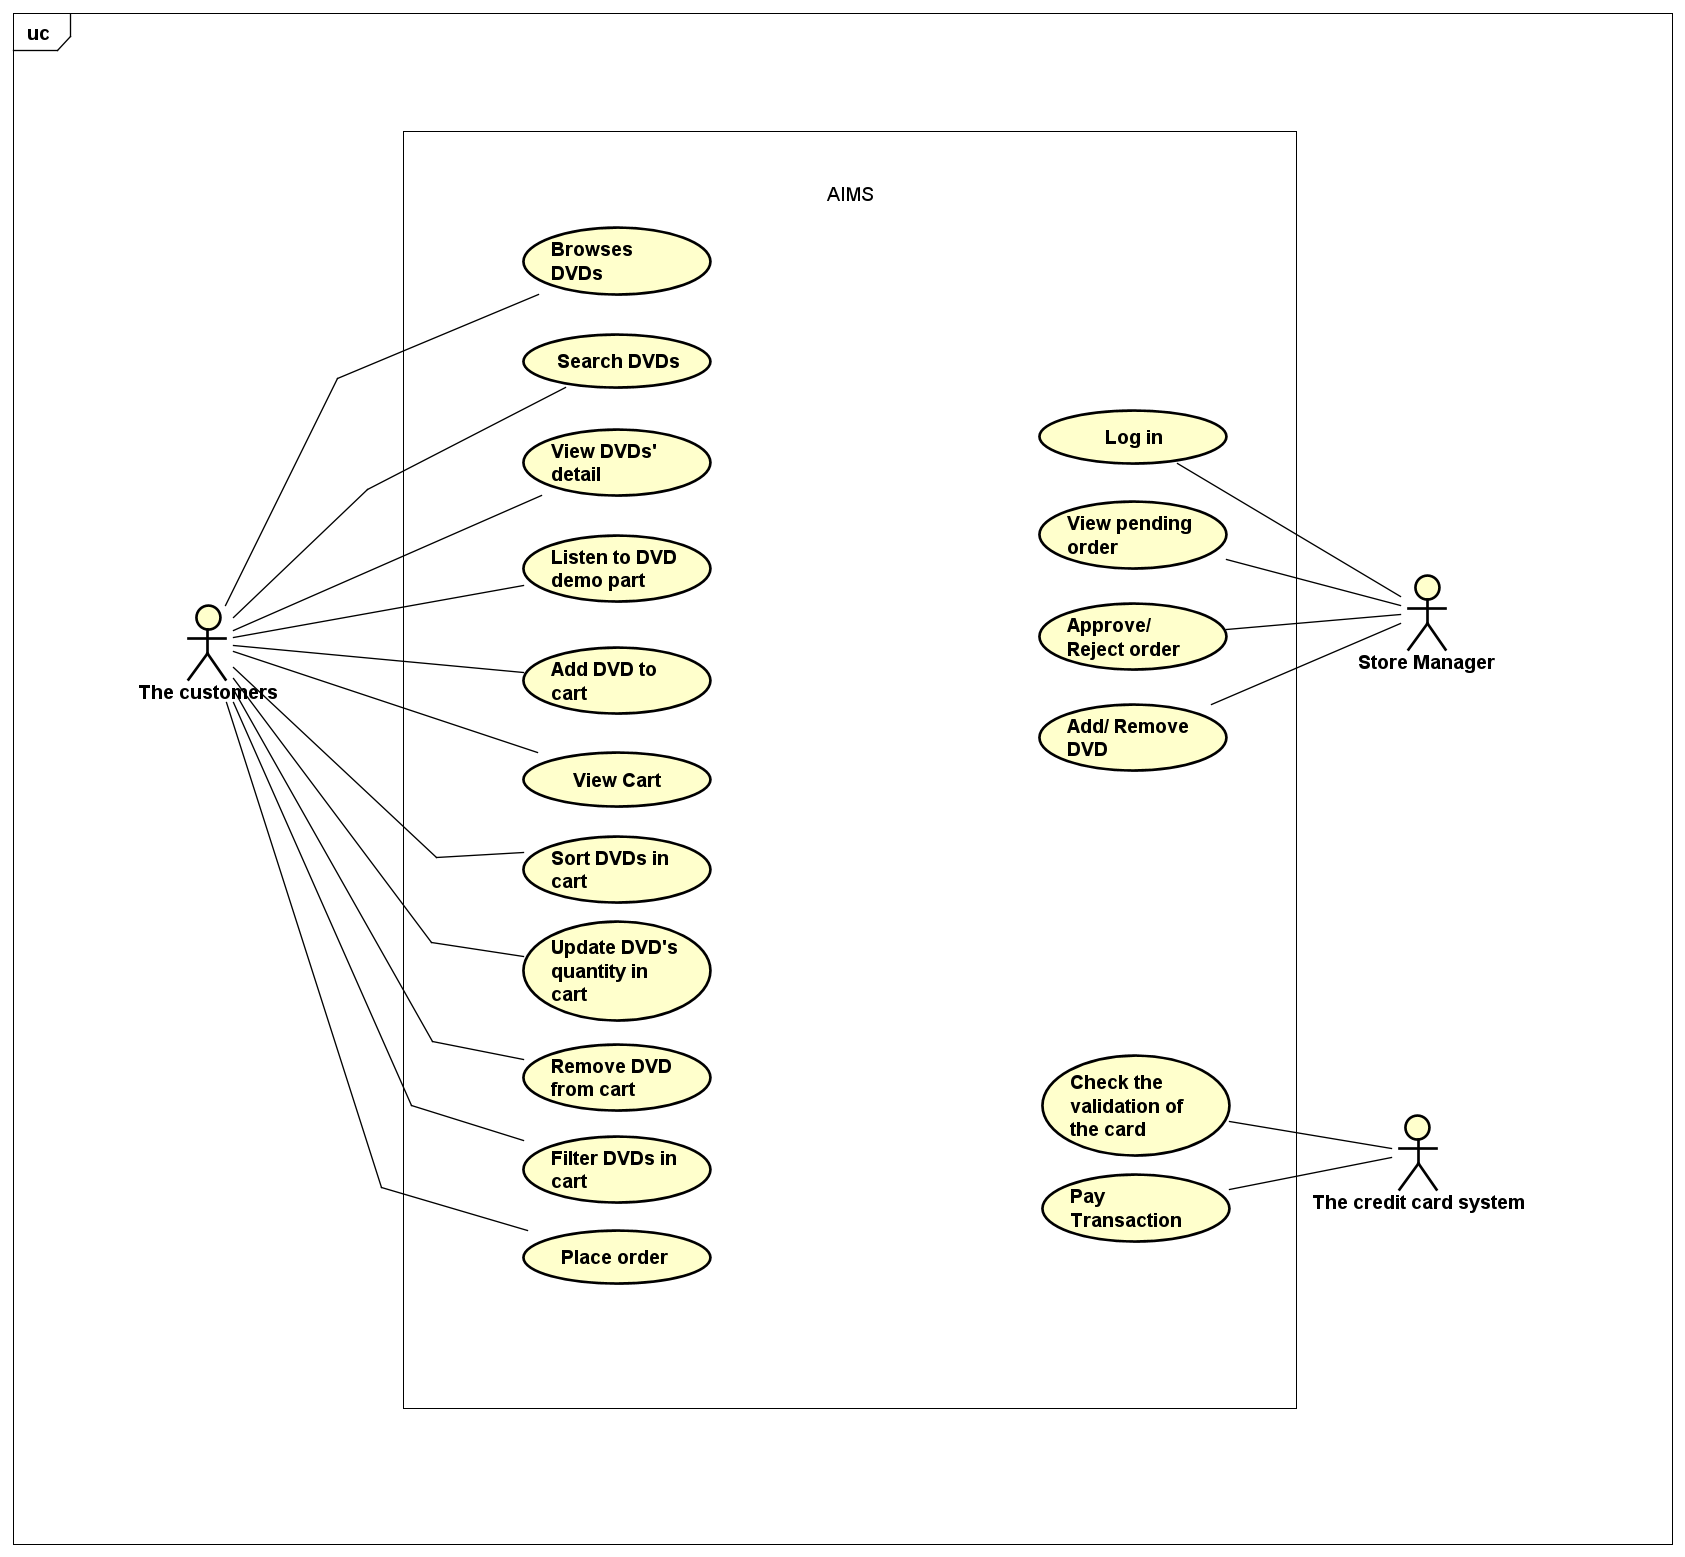 uc
AIMS
Browses
DVDs
Search DVDs
View DVDs'
detail
Listen to DVD
demo part
Add DVD to
cart
View Cart
Sort DVDs in
cart
Update DVD's
quantity in
cart
Remove DVD
from cart
Filter DVDs in
cart
Place order
The customers
Log in
View pending
order
Approve/
Reject order
Add/ Remove
DVD
Store Manager
Check the
validation of
the card
Pay
Transaction
The credit card system